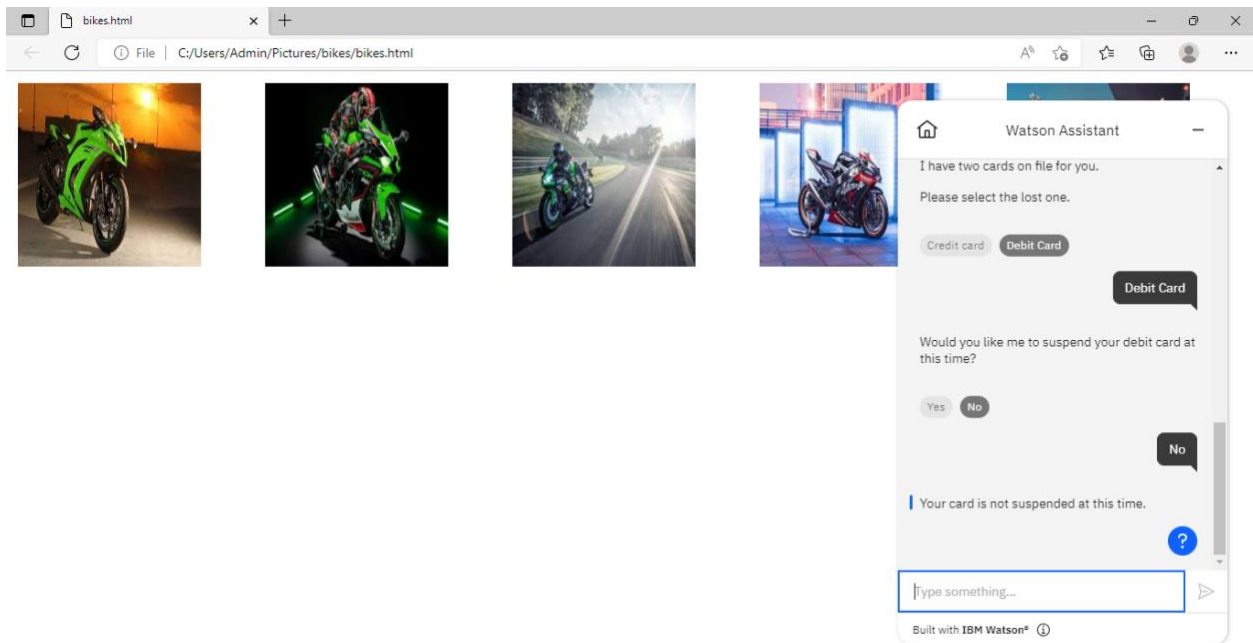 bikes.html
File | C:/Users/Admin/Pictures/bikes/bikes.html
Watson Assistant
I have two cards on file for you.
Please select the lost one.
Credit card Debit Card
Debit Card
Would you like me to suspend your debit card at
this time?
Yes No
No
Your card is not suspended at this time.
?
Type something...
Built with IBM Watson®